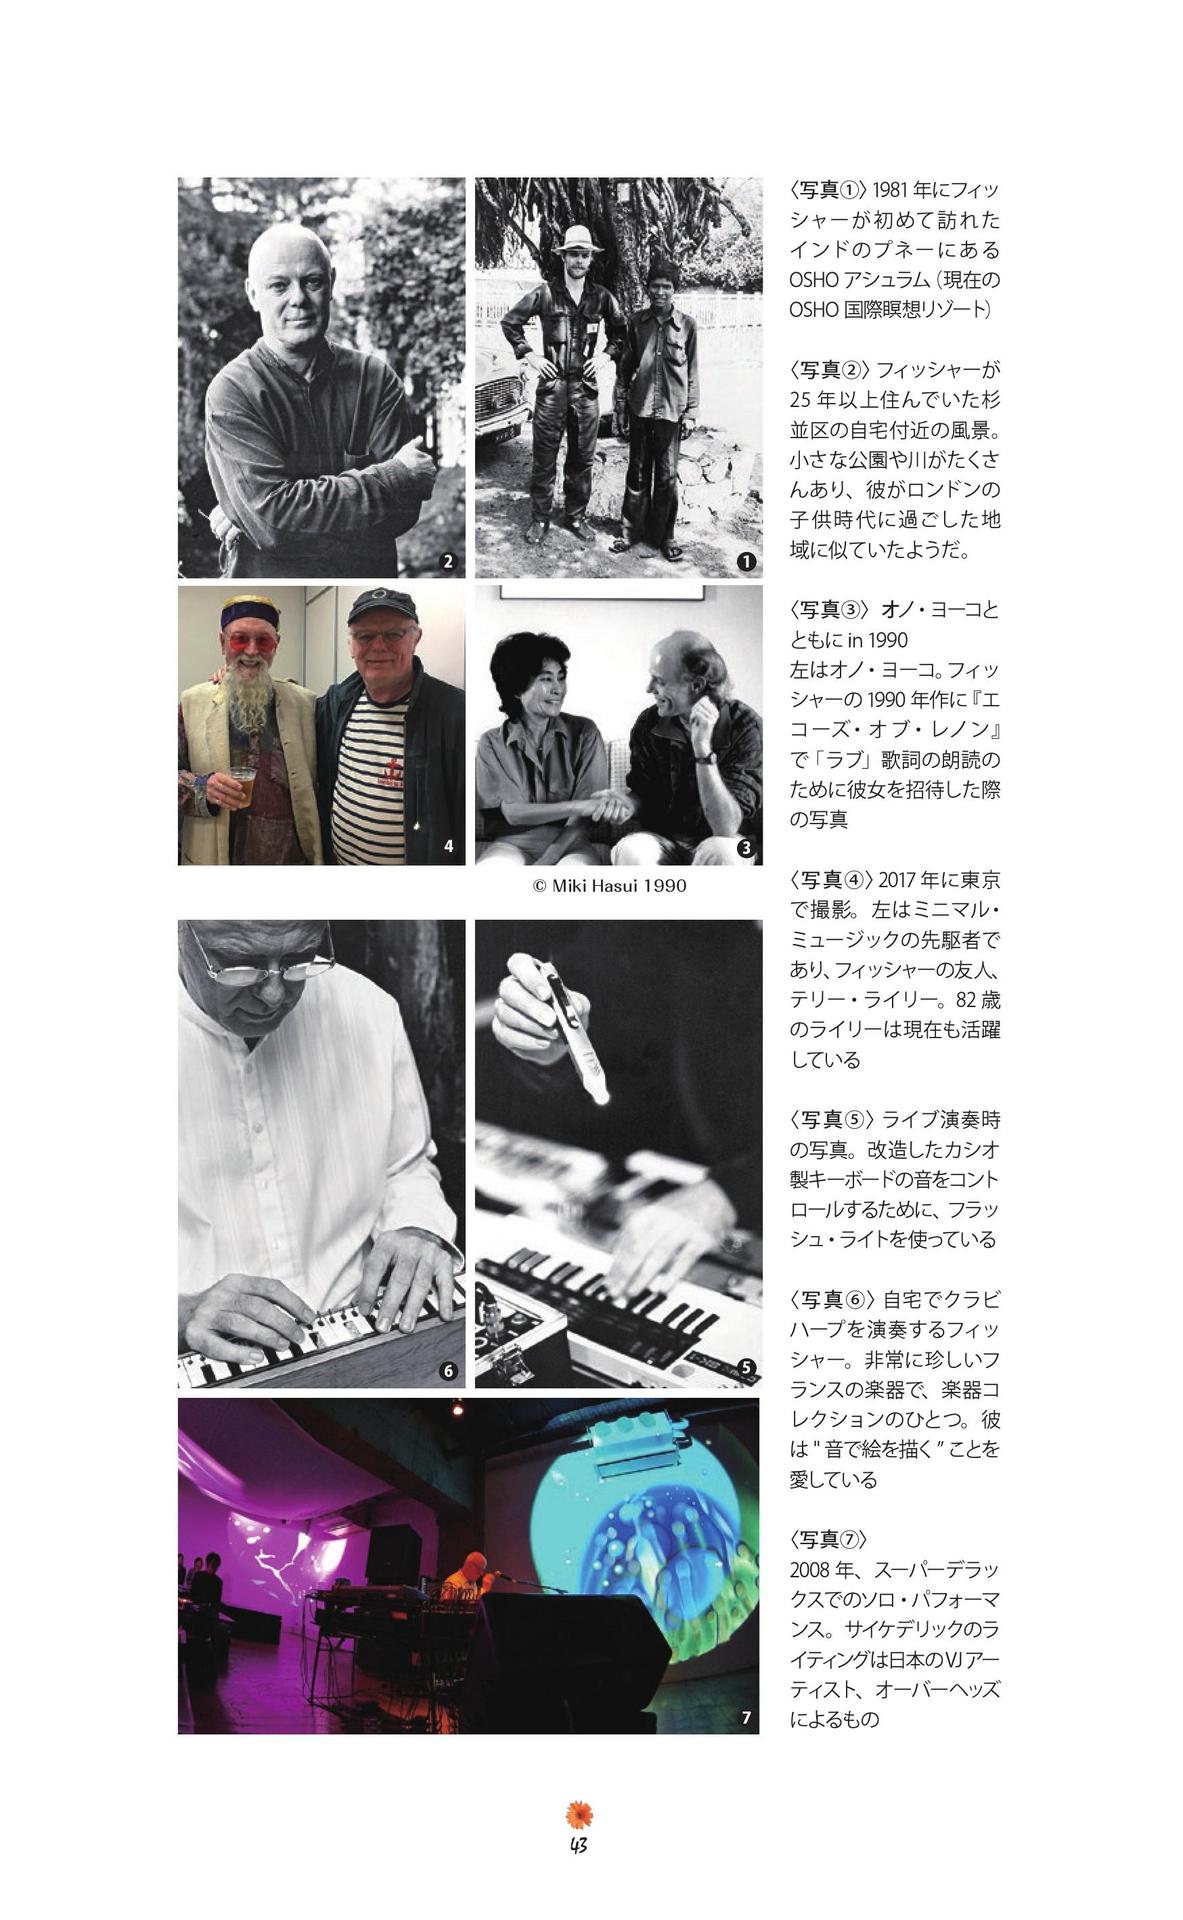 〈写真①〉1981 年にフィッ
シャーが初めて訪れた
インドのプネーにある
OSHO アシュラム（現在の
OSHO 国際瞑想リゾート）
〈写真②〉フィッシャーが
25 年以上住んでいた杉
並区の自宅付近の風景。
小さな公園や川がたくさ
んあり、彼がロンドンの
子供時代に過ごした地
域に似ていたようだ。
〈写真③〉 オノ・ヨーコと
ともに in 1990
左はオノ・ヨーコ。フィッ
シャーの 1990 年作に『エ
コーズ・オブ・レノン』
で「ラブ」歌詞の朗読の
ために彼女を招待した際
の写真
〈写真④〉2017 年に東京
で撮影。左はミニマル・
ミュージックの先駆者で
あり、フィッシャーの友人、
テリー・ライリー。82 歳
のライリーは現在も活躍
している
〈写真⑤〉ライブ演奏時
の写真。改造したカシオ
製キーボードの音をコント
ロールするために、フラッ
シュ・ライトを使っている
〈写真⑥〉自宅でクラビ
ハープを演奏するフィッ
シャー。非常に珍しいフ
ランスの楽器で、楽器コ
レクションのひとつ。彼
は " 音で絵を描く " ことを
愛している
〈写真⑦〉
2008 年、スーパーデラッ
クスでのソロ・パフォーマ
ンス。サイケデリックのラ
イティングは日本の VJ アー
ティスト、オーバーヘッズ
によるもの
2
1
4
3
© Miki Hasui 1990
6
5
7
43